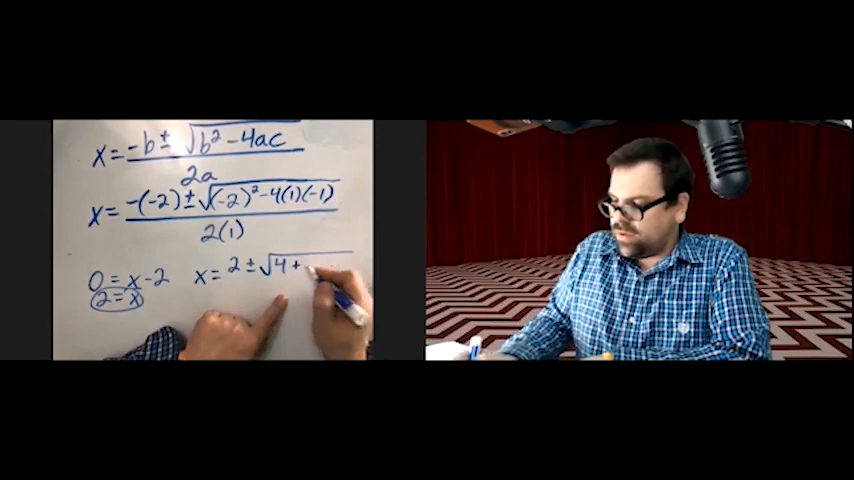 x = -b ± √b² - 4ac / 2a
x = -(-2) ± √(-2)² - 4(1)(-1) / 2(1)
0 = x - 2 x = 2 ± √4 +
2 = x